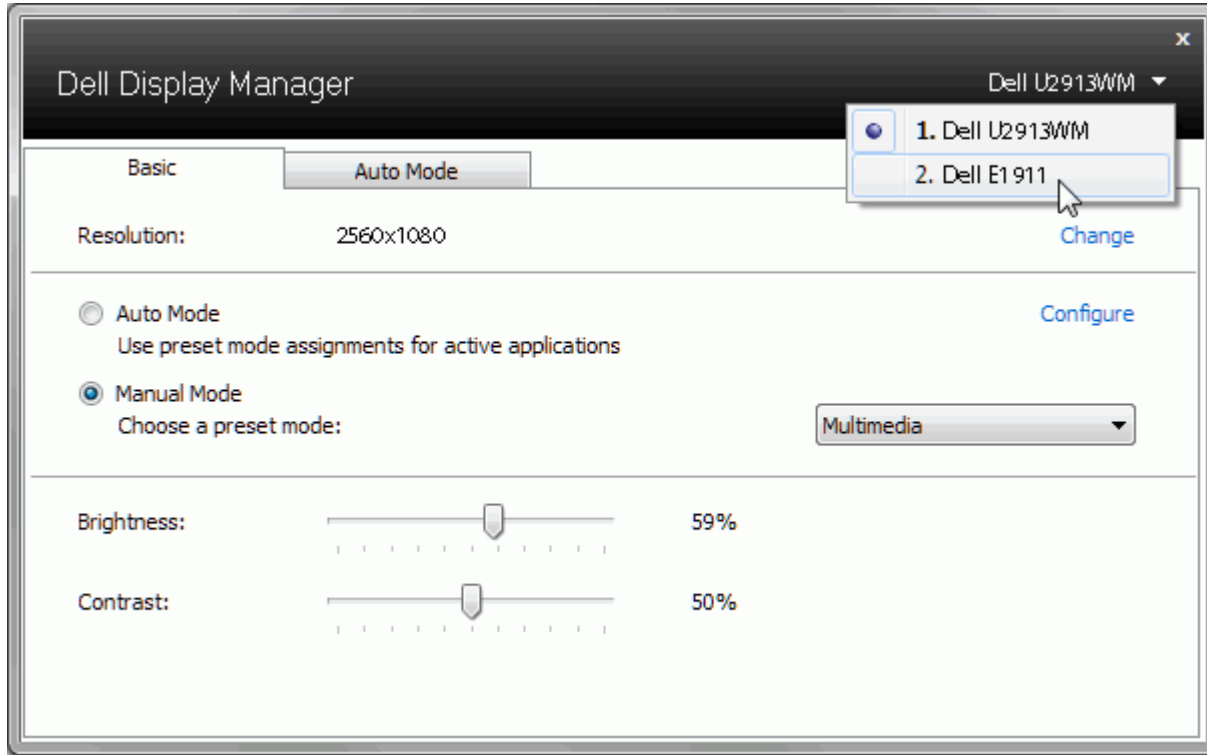 x
Dell Display Manager
Dell U2913WM
1. Dell U2913WM
2. Dell E1911
Basic
Auto Mode
Resolution:
2560x1080
Change
Auto Mode
Configure
Use preset mode assignments for active applications
Manual Mode
Choose a preset mode:
Multimedia
Brightness:
59%
Contrast:
50%